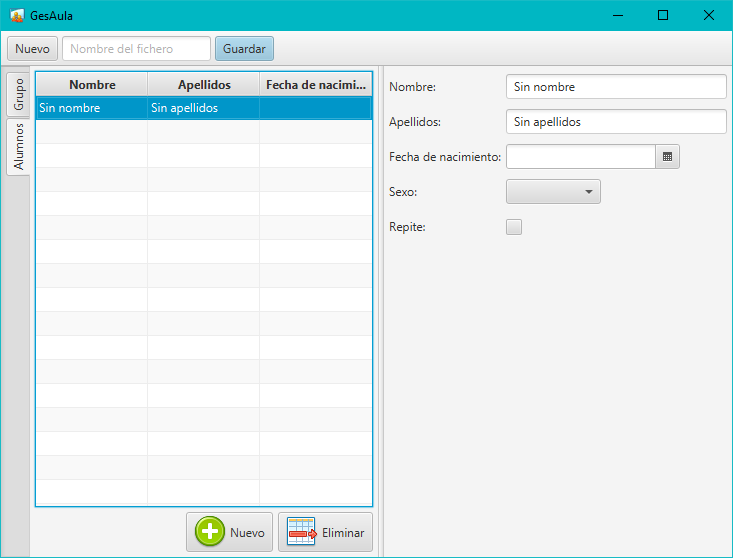 GesAula
Nuevo Nombre del fichero Guardar
Grupo
Alumnos
Nombre Apellidos Fecha de nacimi...
Sin nombre Sin apellidos
Nombre: Sin nombre
Apellidos: Sin apellidos
Fecha de nacimiento:
Sexo:
Repite:
Nuevo Eliminar